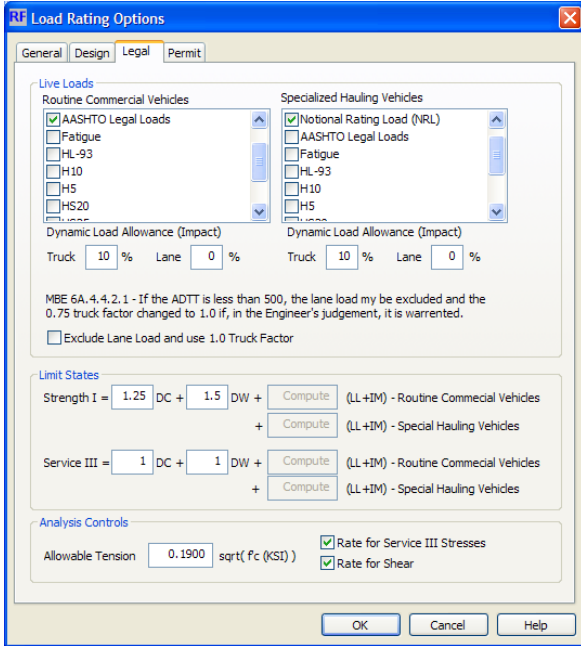 RF Load Rating Options
General Design Legal Permit
Live Loads
Routine Commercial Vehicles
AASHTO Legal Loads
Fatigue
HL-93
H10
H5
HS20
Specialized Hauling Vehicles
Notional Rating Load (NRL)
AASHTO Legal Loads
Fatigue
HL-93
H10
H5
Dynamic Load Allowance (Impact)
Truck 10 % Lane 0 %
Dynamic Load Allowance (Impact)
Truck 10 % Lane 0 %
MBE 6A.4.4.2.1 - If the ADTT is less than 500, the lane load my be excluded and the
0.75 truck factor changed to 1.0 if, in the Engineer's judgement, it is warrented.
Exclude Lane Load and use 1.0 Truck Factor
Limit States
Strength I = 1.25 DC + 1.5 DW + Compute (LL+IM) - Routine Commecial Vehicles
+ Compute (LL+IM) - Special Hauling Vehicles
Service III = 1 DC + 1 DW + Compute (LL+IM) - Routine Commecial Vehicles
+ Compute (LL+IM) - Special Hauling Vehicles
Analysis Controls
Allowable Tension 0.1900 sqrt( f'c (KSI) )
Rate for Service III Stresses
Rate for Shear
OK Cancel Help